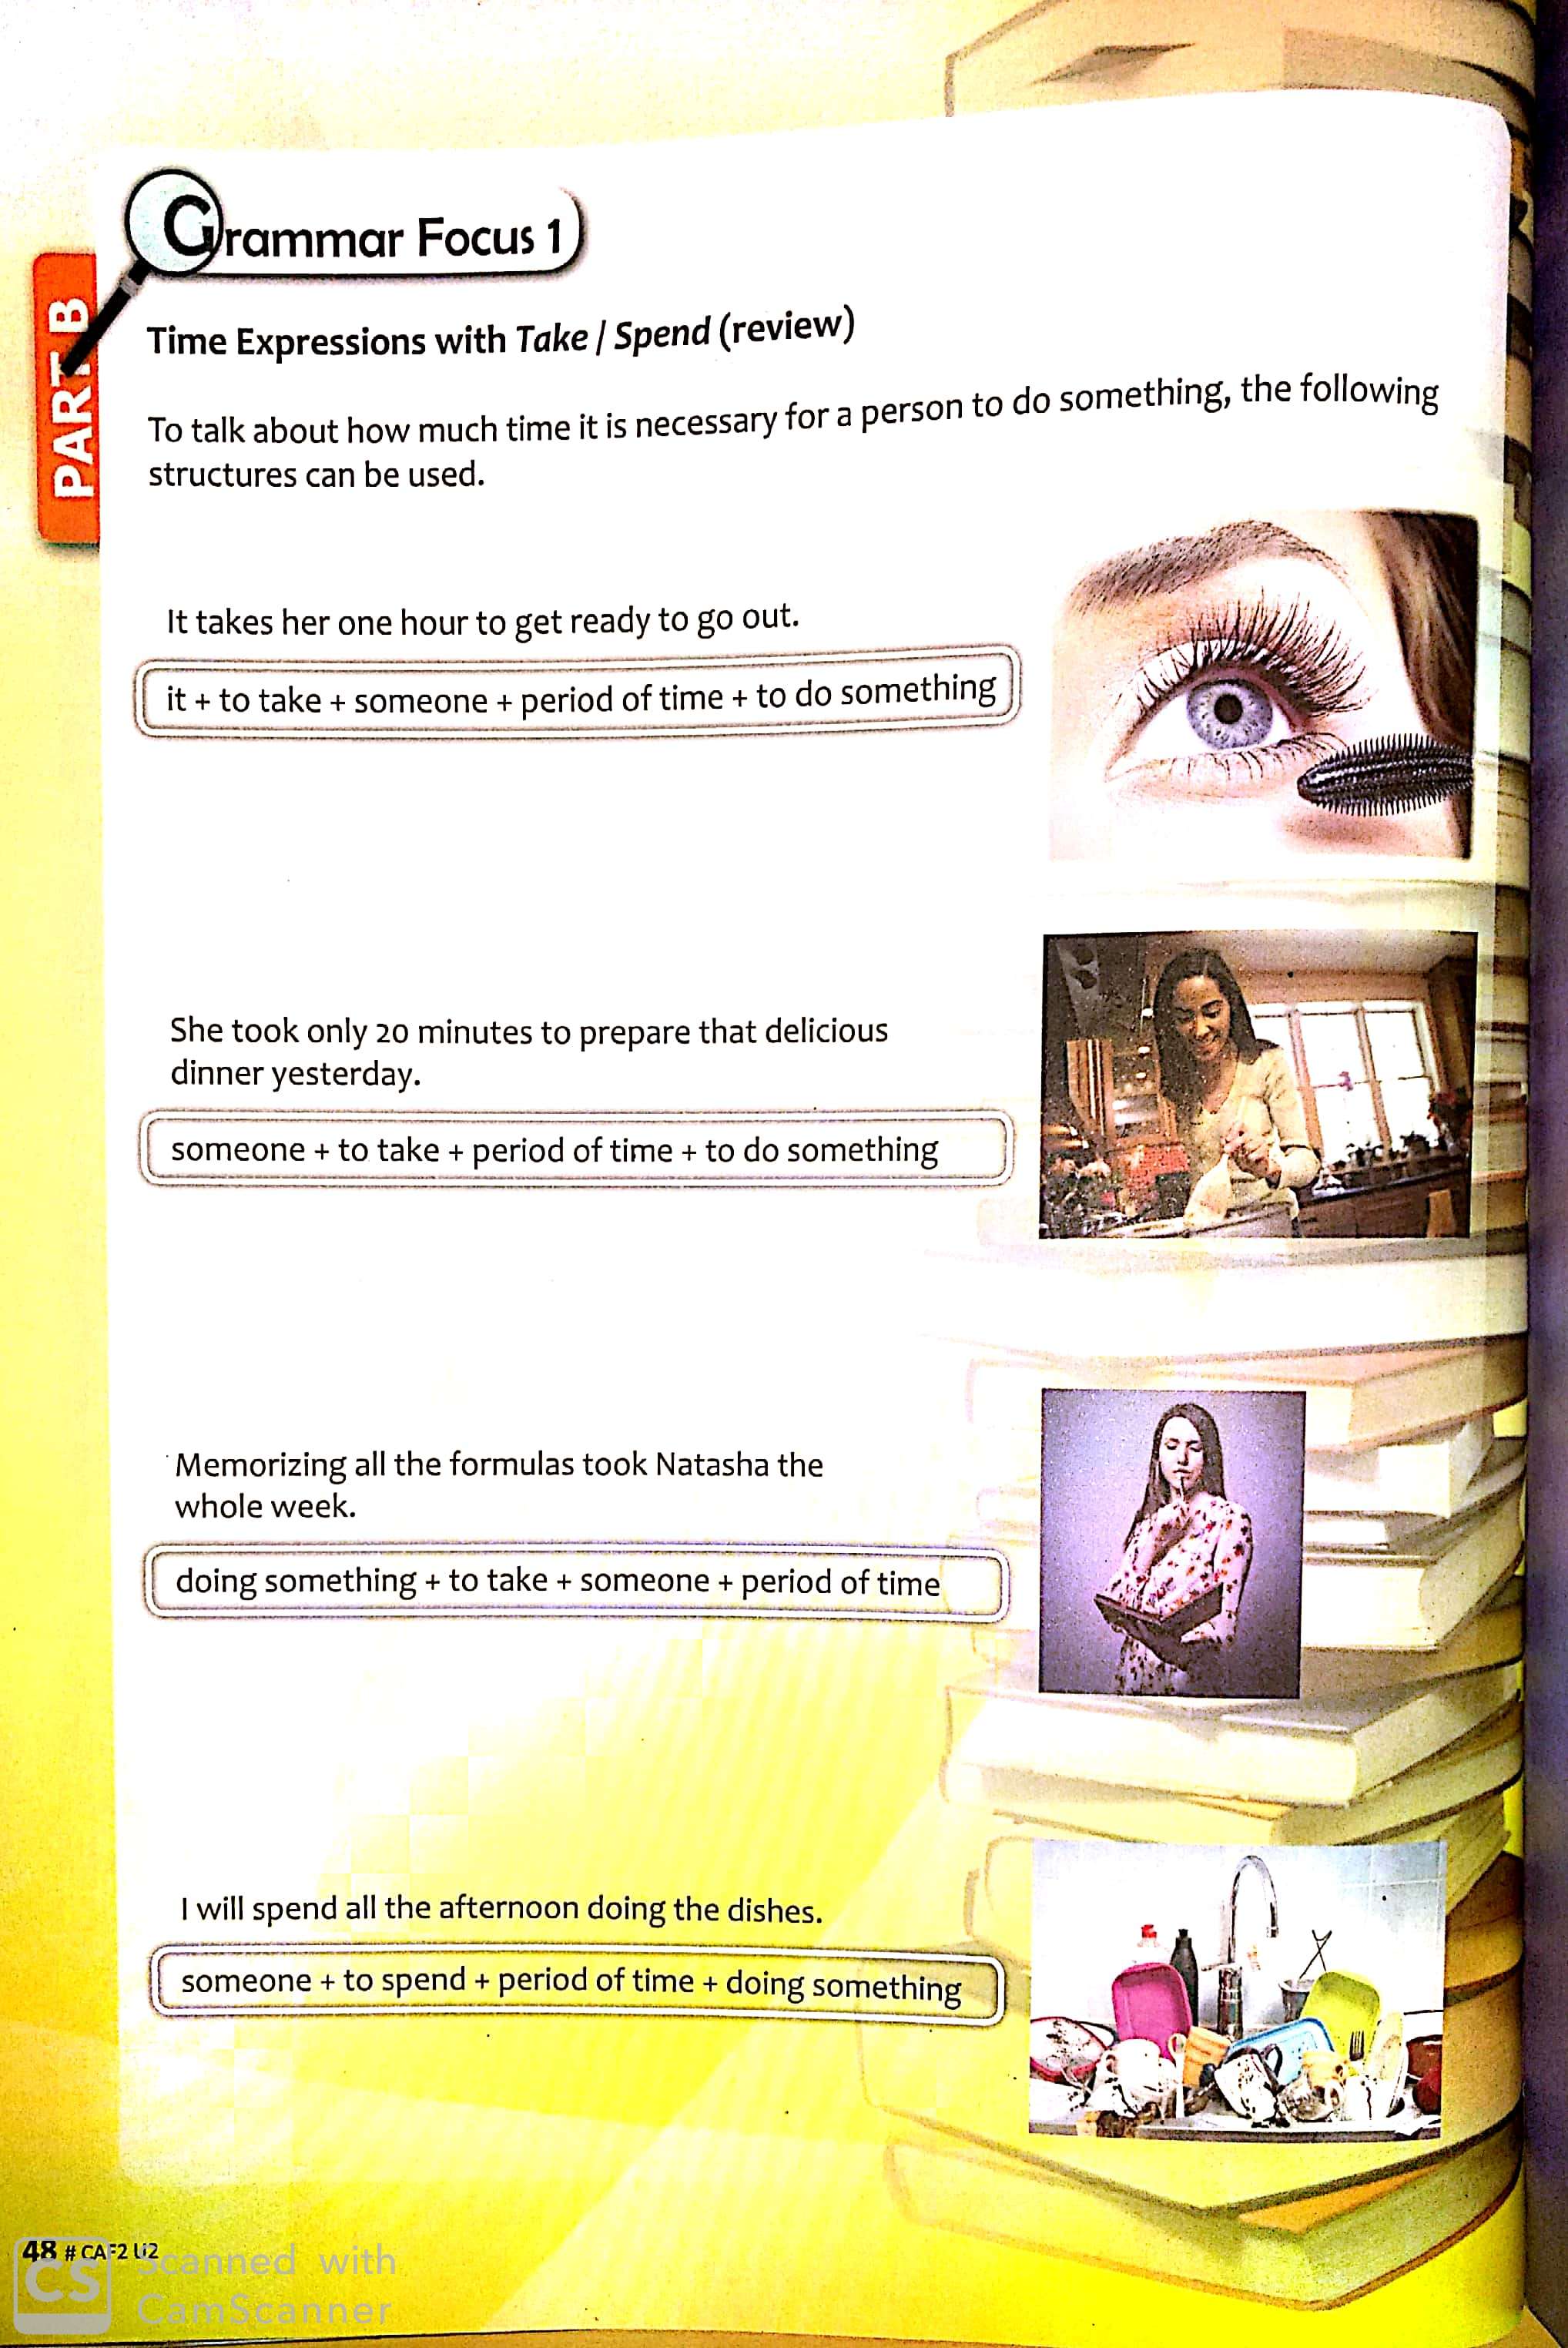 Grammar Focus 1
PART B
Time Expressions with Take / Spend (review)
To talk about how much time it is necessary for a person to do something, the following
structures can be used.
It takes her one hour to get ready to go out.
it + to take + someone + period of time + to do something
She took only 20 minutes to prepare that delicious
dinner yesterday.
someone + to take + period of time + to do something
Memorizing all the formulas took Natasha the
whole week.
doing something + to take + someone + period of time
I will spend all the afternoon doing the dishes.
someone + to spend + period of time + doing something
48 # CAF2 U2
CS Scanned with
CamScanner